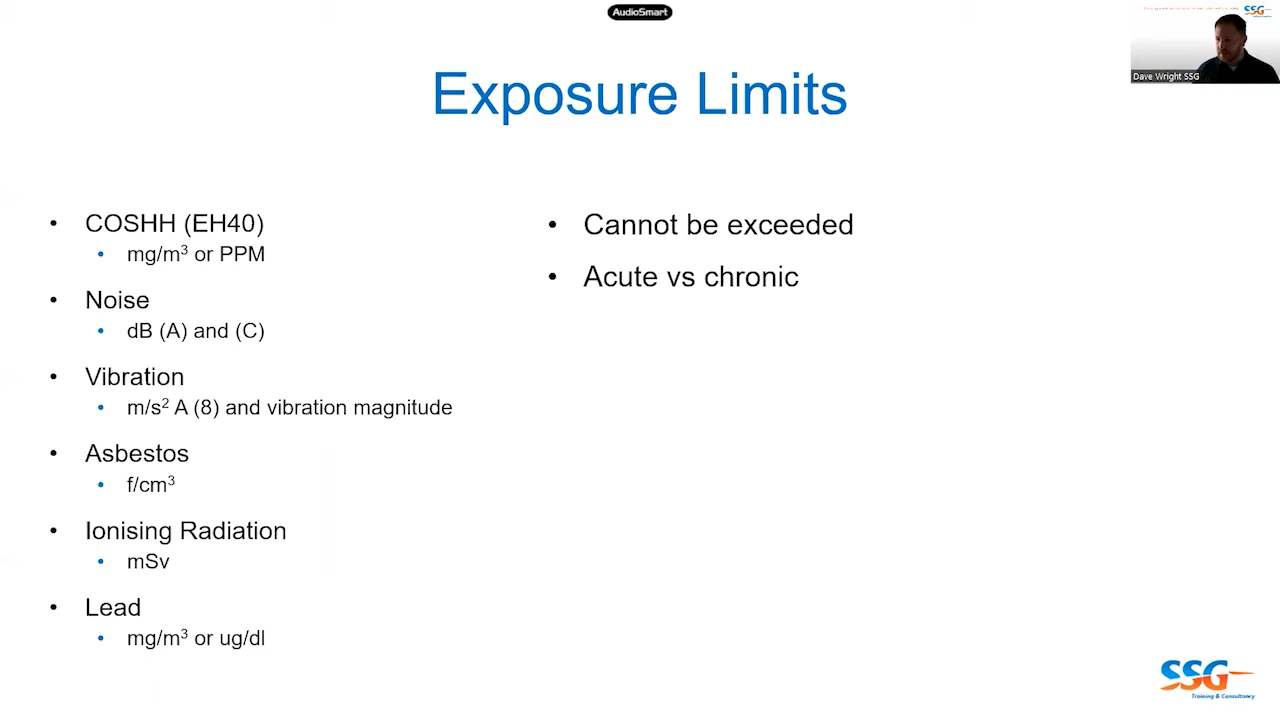 AudioSmart
SSG
Dave Wright SSG
Exposure Limits
• COSHH (EH40)
• mg/m³ or PPM
• Noise
• dB (A) and (C)
• Vibration
• m/s² A (8) and vibration magnitude
• Asbestos
• f/cm³
• Ionising Radiation
• mSv
• Lead
• mg/m³ or ug/dl
• Cannot be exceeded
• Acute vs chronic
SSG
Training & Consultancy